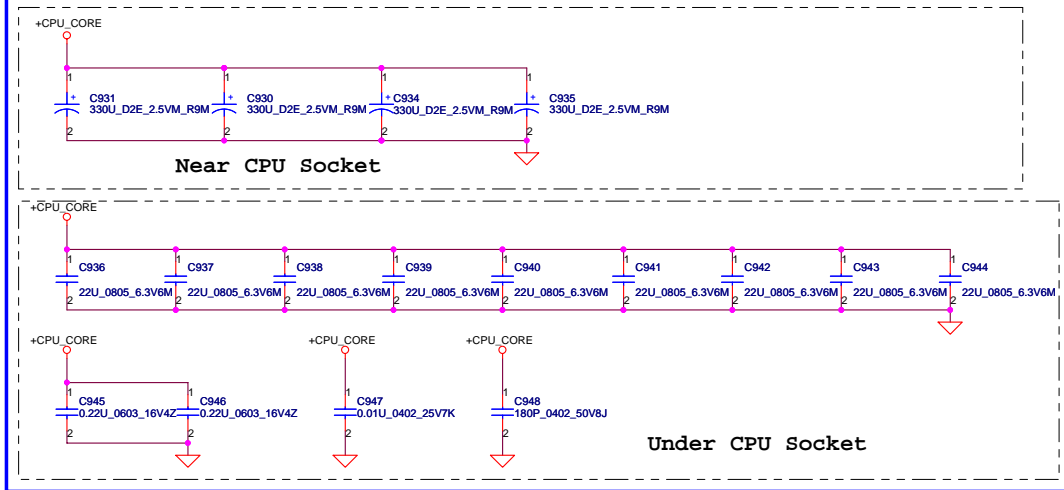 +CPU_CORE
1 1 1 1
C931 C930 C934 C935
330U_D2E_2.5VM_R9M 330U_D2E_2.5VM_R9M 330U_D2E_2.5VM_R9M 330U_D2E_2.5VM_R9M
+ + + +
2 2 2 2
Near CPU Socket
+CPU_CORE
1 1 1 1 1 1 1 1 1
C936 C937 C938 C939 C940 C941 C942 C943 C944
22U_0805_6.3V6M 22U_0805_6.3V6M 22U_0805_6.3V6M 22U_0805_6.3V6M 22U_0805_6.3V6M 22U_0805_6.3V6M 22U_0805_6.3V6M 22U_0805_6.3V6M 22U_0805_6.3V6M
2 2 2 2 2 2 2 2 2
+CPU_CORE +CPU_CORE +CPU_CORE
1 1 1 1
C945 C946 C947 C948
0.22U_0603_16V4Z 0.22U_0603_16V4Z 0.01U_0402_25V7K 180P_0402_50V8J
2 2 2 2
Under CPU Socket